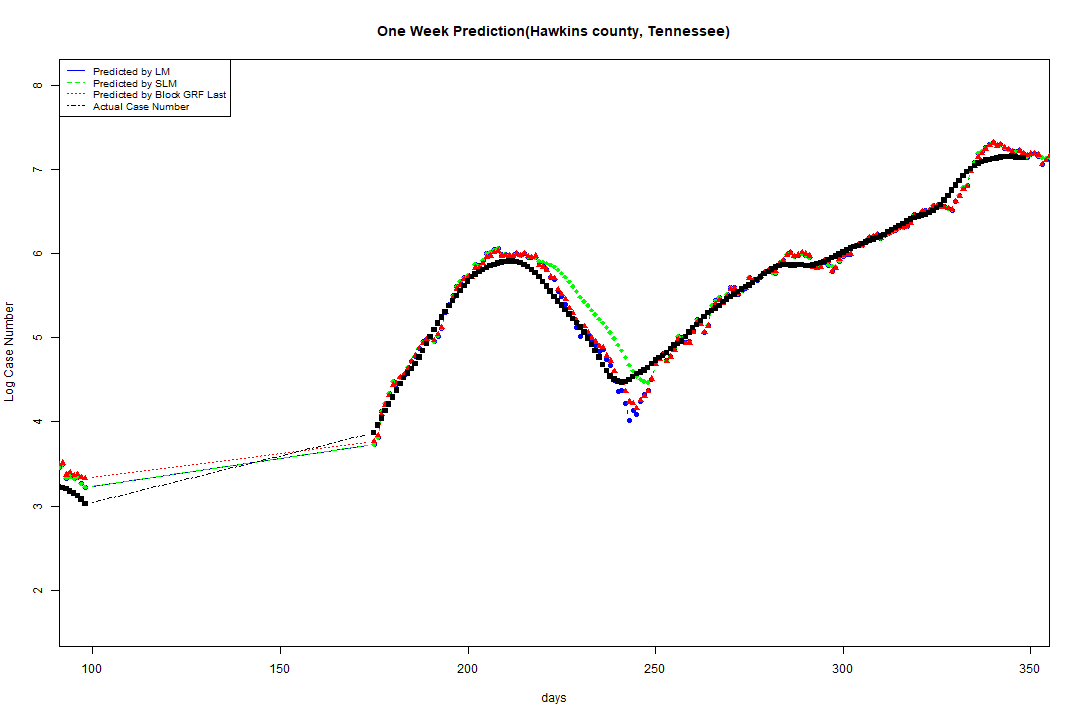 One Week Prediction(Hawkins county, Tennessee)
Predicted by LM
Predicted by SLM
Predicted by Block GRF Last
Actual Case Number
8
7
6
5
4
3
2
Log Case Number
100 150 200 250 300 350
days